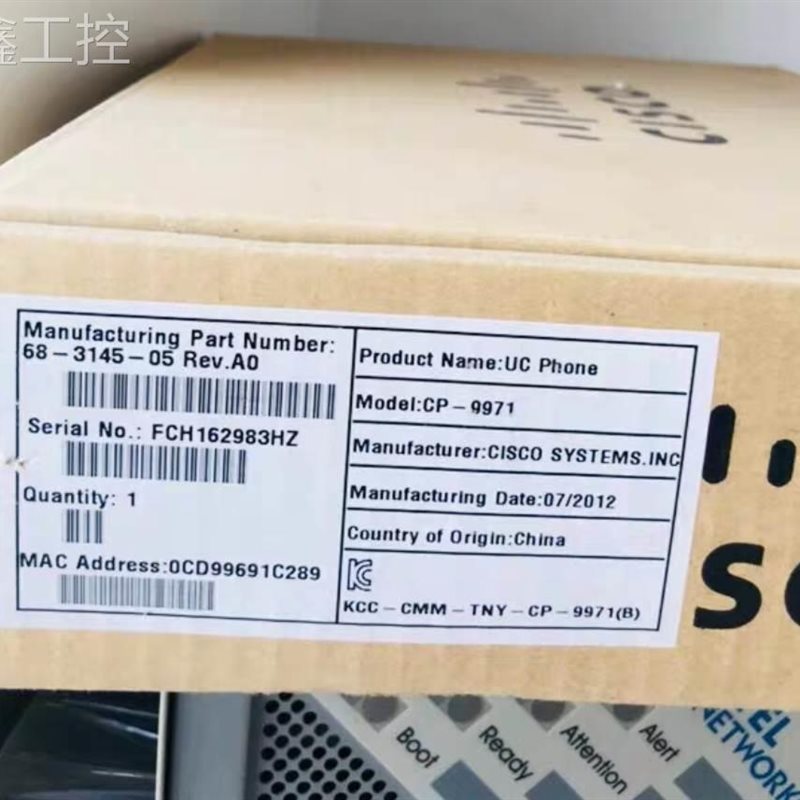 鑫工控
CISCO
Manufacturing Part Number:
68-3145-05 Rev.A0
Serial No.: FCH162983HZ
Quantity: 1
MAC Address:0CD99691C289
Product Name:UC Phone
Model:CP-9971
Manufacturer:CISCO SYSTEMS.INC
Manufacturing Date:07/2012
Country of Origin:China
KCC-CMM-TNY-CP-9971(B)
Boot
Ready
Attention
Alert
NETWORK